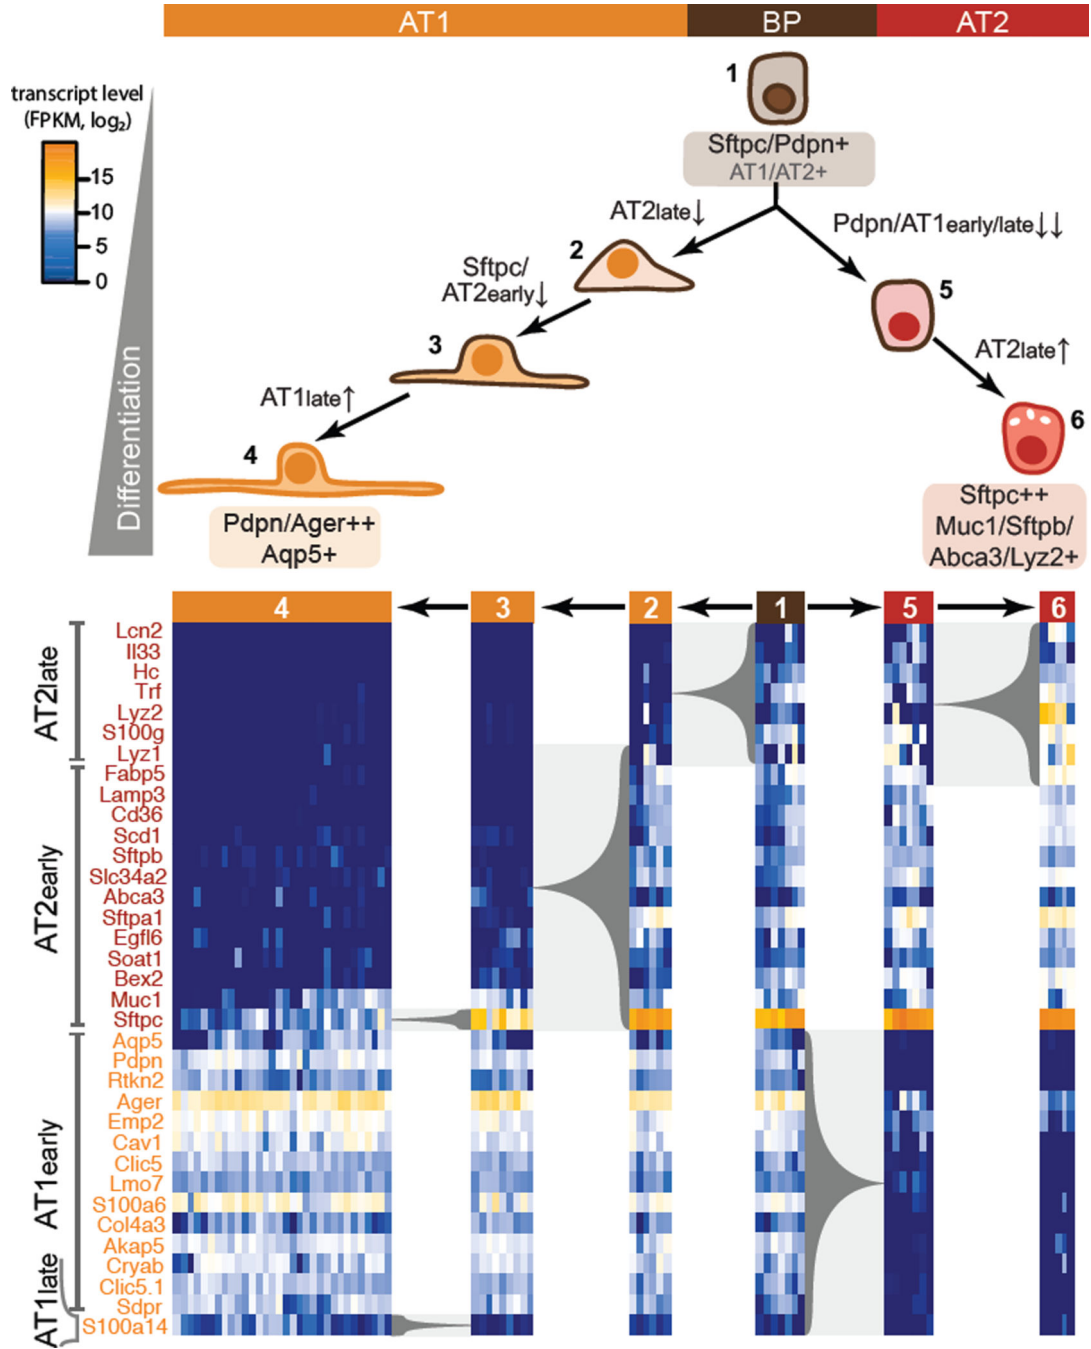 AT1 BP AT2
transcript level
(FPKM, log₂)
15
10
5
0
Differentiation
1
Sftpc/Pdpn+
AT1/AT2+
AT2late↓
Pdpn/AT1early/late↓↓
2
Sftpc/
AT2early↓
5
3
AT2late↑
AT1late↑
6
4
Pdpn/Ager++
Aqp5+
Sftpc++
Muc1/Sftpb/
Abca3/Lyz2+
4 3 2 1 5 6
AT2late
Lcn2
Il33
Hc
Trf
Lyz2
S100g
Lyz1
AT2early
Fabp5
Lamp3
Cd36
Scd1
Sftpb
Slc34a2
Abca3
Sftpa1
Egfl6
Soat1
Bex2
Muc1
Sftpc
AT1early
Aqp5
Pdpn
Rtkn2
Ager
Emp2
Cav1
Clic5
Lmo7
S100a6
Col4a3
Akap5
Cryab
Clic5.1
Sdpr
AT1late
S100a14